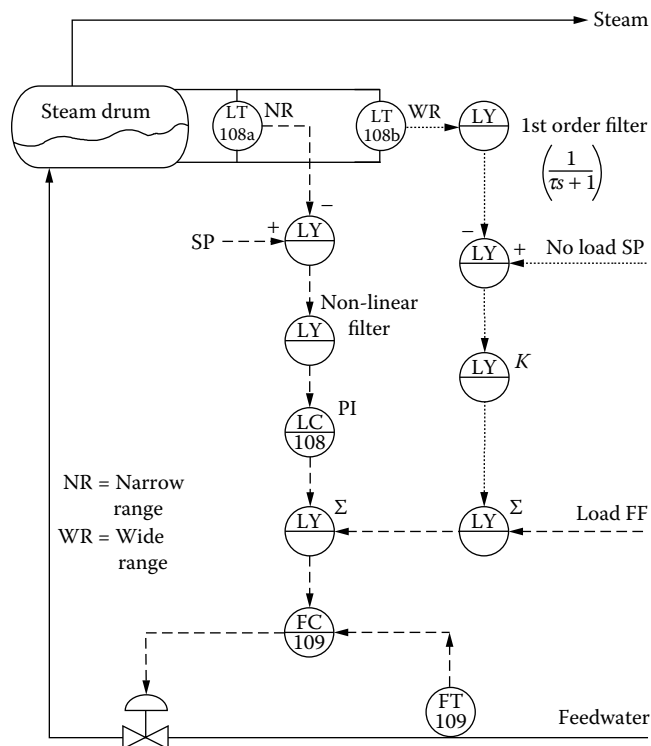 Steam
Steam drum
LT
108a
NR
LT
108b
WR
LY
1st order filter
(1/(τs + 1))
−
+
SP
LY
−
+
LY
No load SP
Non-linear
filter
LY
LY
K
PI
LC
108
NR = Narrow
range
WR = Wide
range
LY
Σ
LY
Σ
Load FF
FC
109
FT
109
Feedwater